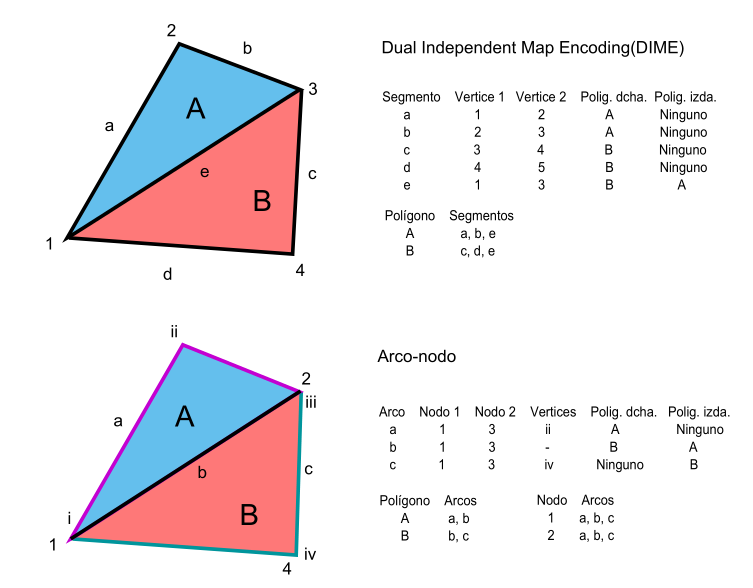 2
b
Dual Independent Map Encoding(DIME)
3
Segmento Vertice 1 Vertice 2 Polig. dcha. Polig. izda.
a 1 2 A Ninguno
b 2 3 A Ninguno
c 3 4 B Ninguno
d 4 5 B Ninguno
e 1 3 B A
A
a
e
c
B
Polígono Segmentos
A a, b, e
B c, d, e
1
4
d
ii
Arco-nodo
2
iii
Arco Nodo 1 Nodo 2 Vertices Polig. dcha. Polig. izda.
a 1 3 ii A Ninguno
b 1 3 - B A
c 1 3 iv Ninguno B
a
A
b
c
Polígono Arcos Nodo Arcos
A a, b 1 a, b, c
B b, c 2 a, b, c
B
i
1
iv
4